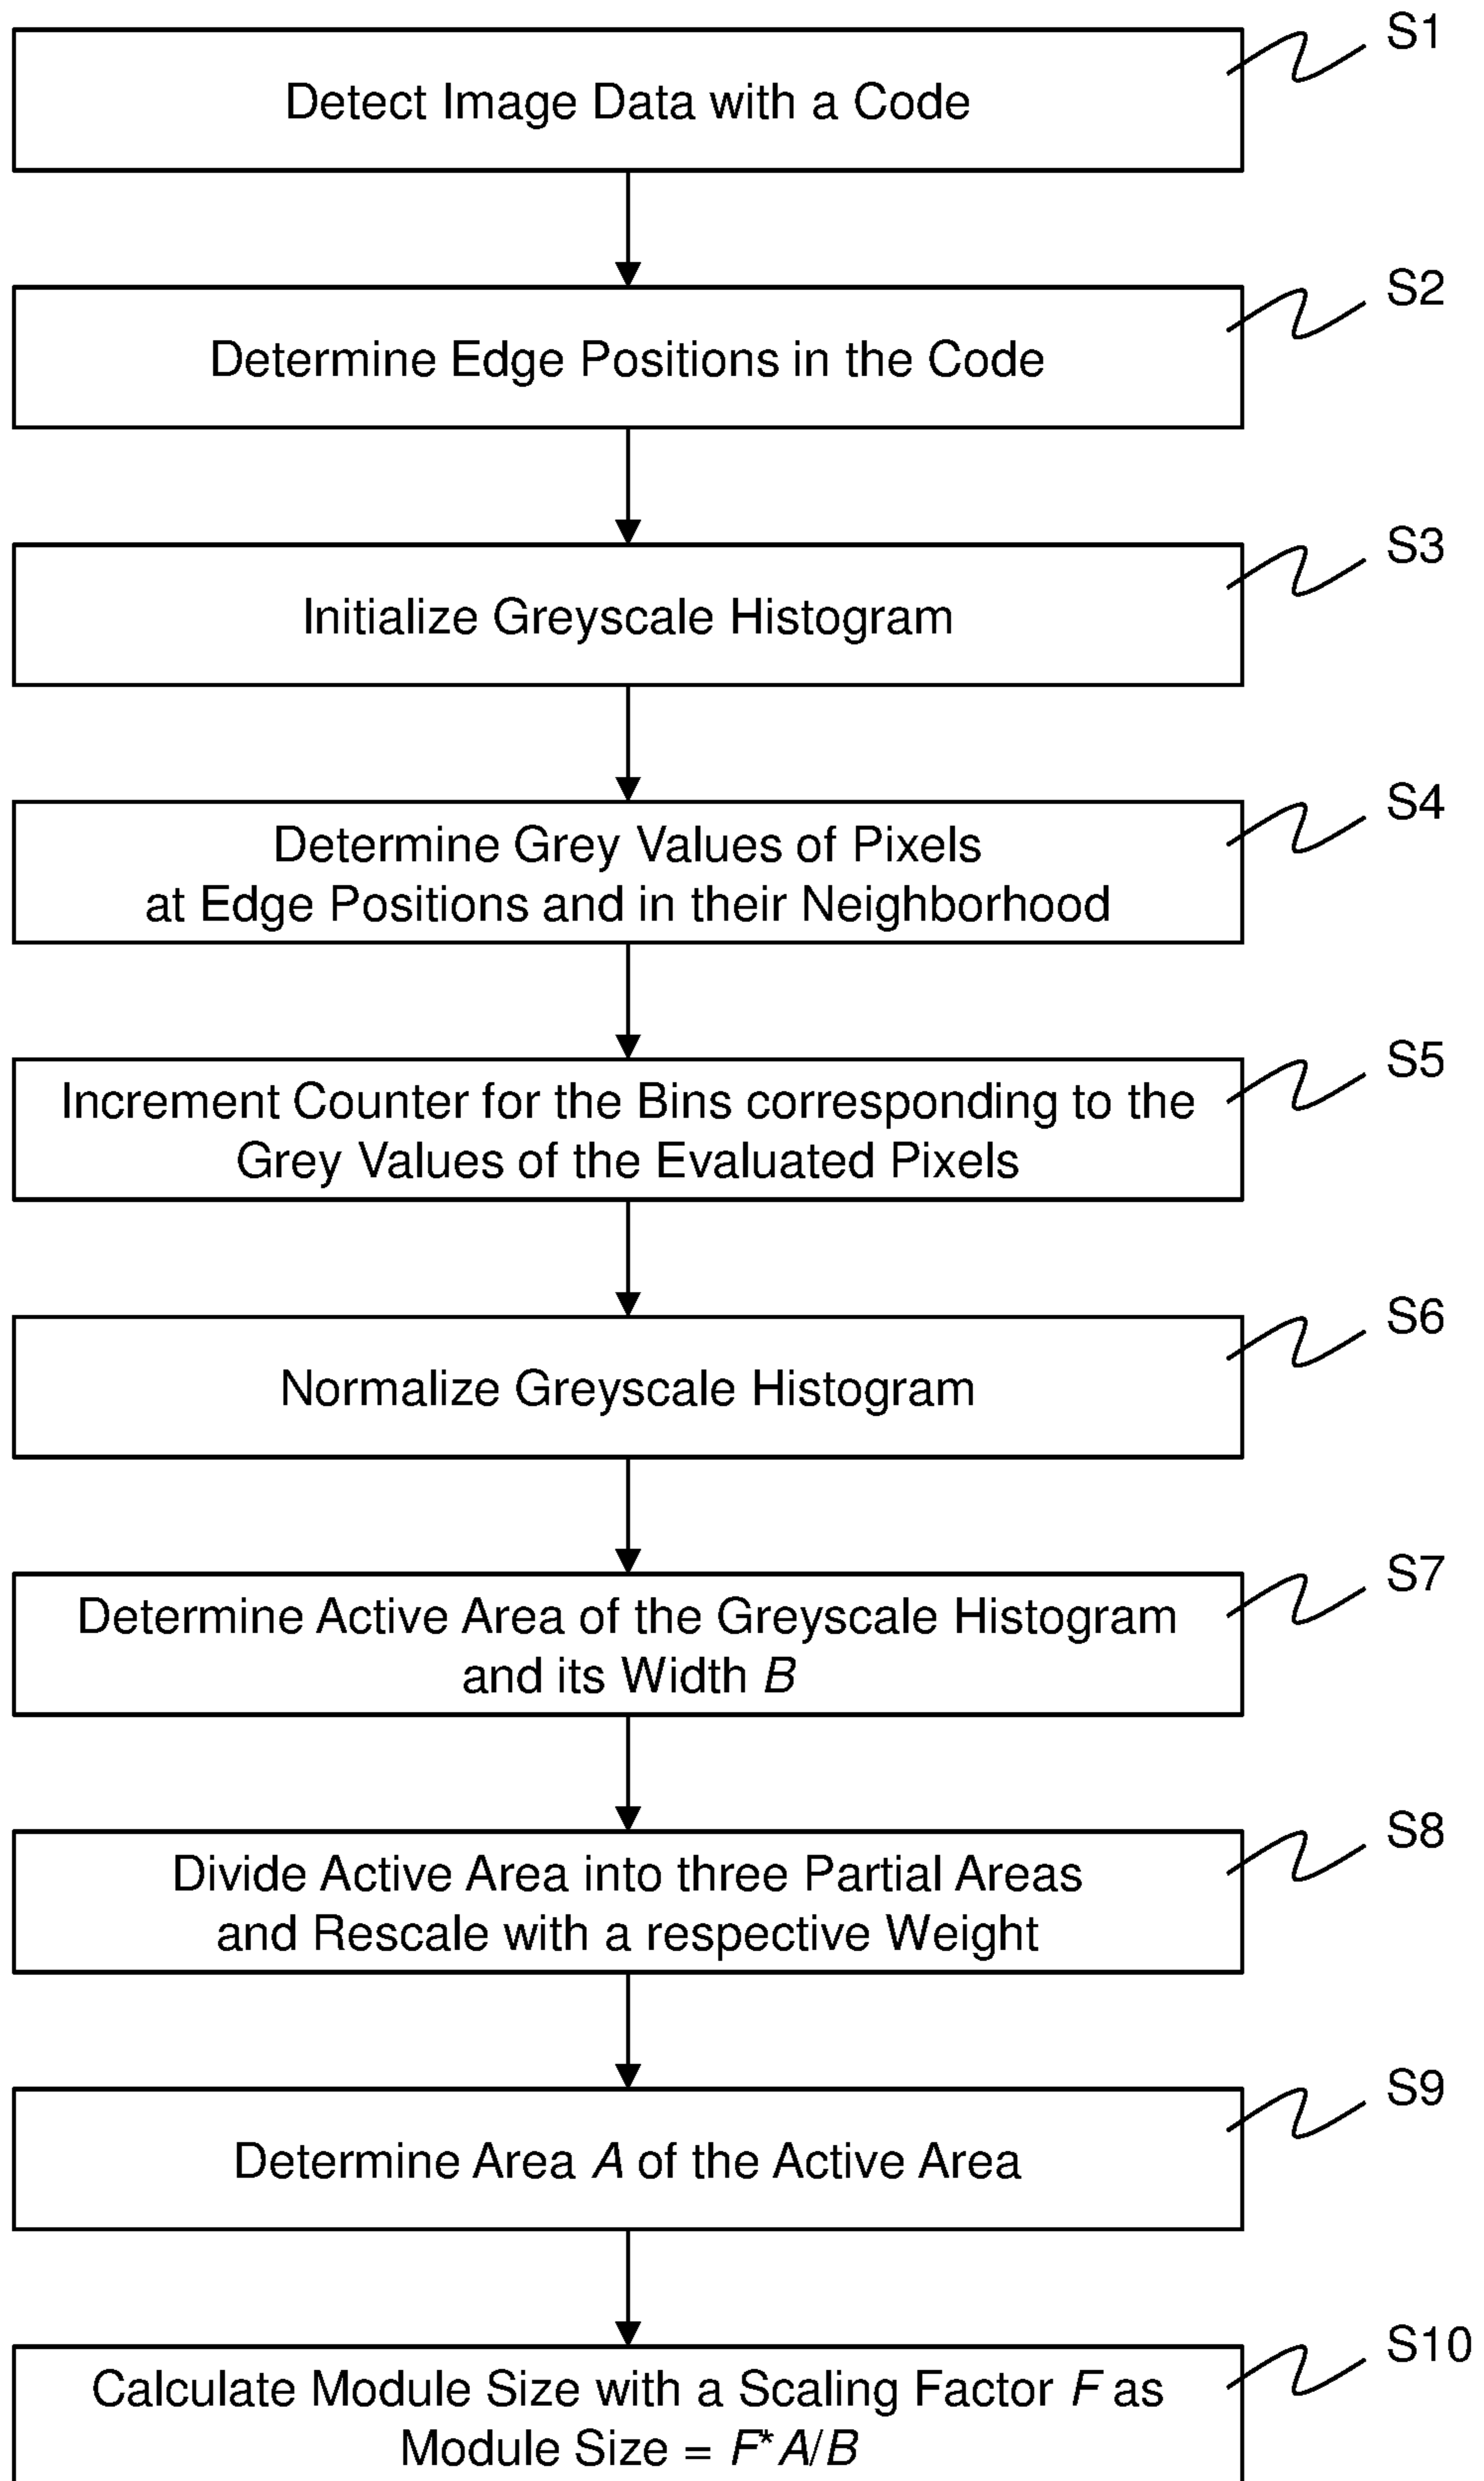 S1
Detect Image Data with a Code
S2
Determine Edge Positions in the Code
S3
Initialize Greyscale Histogram
S4
Determine Grey Values of Pixels
at Edge Positions and in their Neighborhood
S5
Increment Counter for the Bins corresponding to the
Grey Values of the Evaluated Pixels
S6
Normalize Greyscale Histogram
S7
Determine Active Area of the Greyscale Histogram
and its Width B
S8
Divide Active Area into three Partial Areas
and Rescale with a respective Weight
S9
Determine Area A of the Active Area
S10
Calculate Module Size with a Scaling Factor F as
Module Size = F*A/B